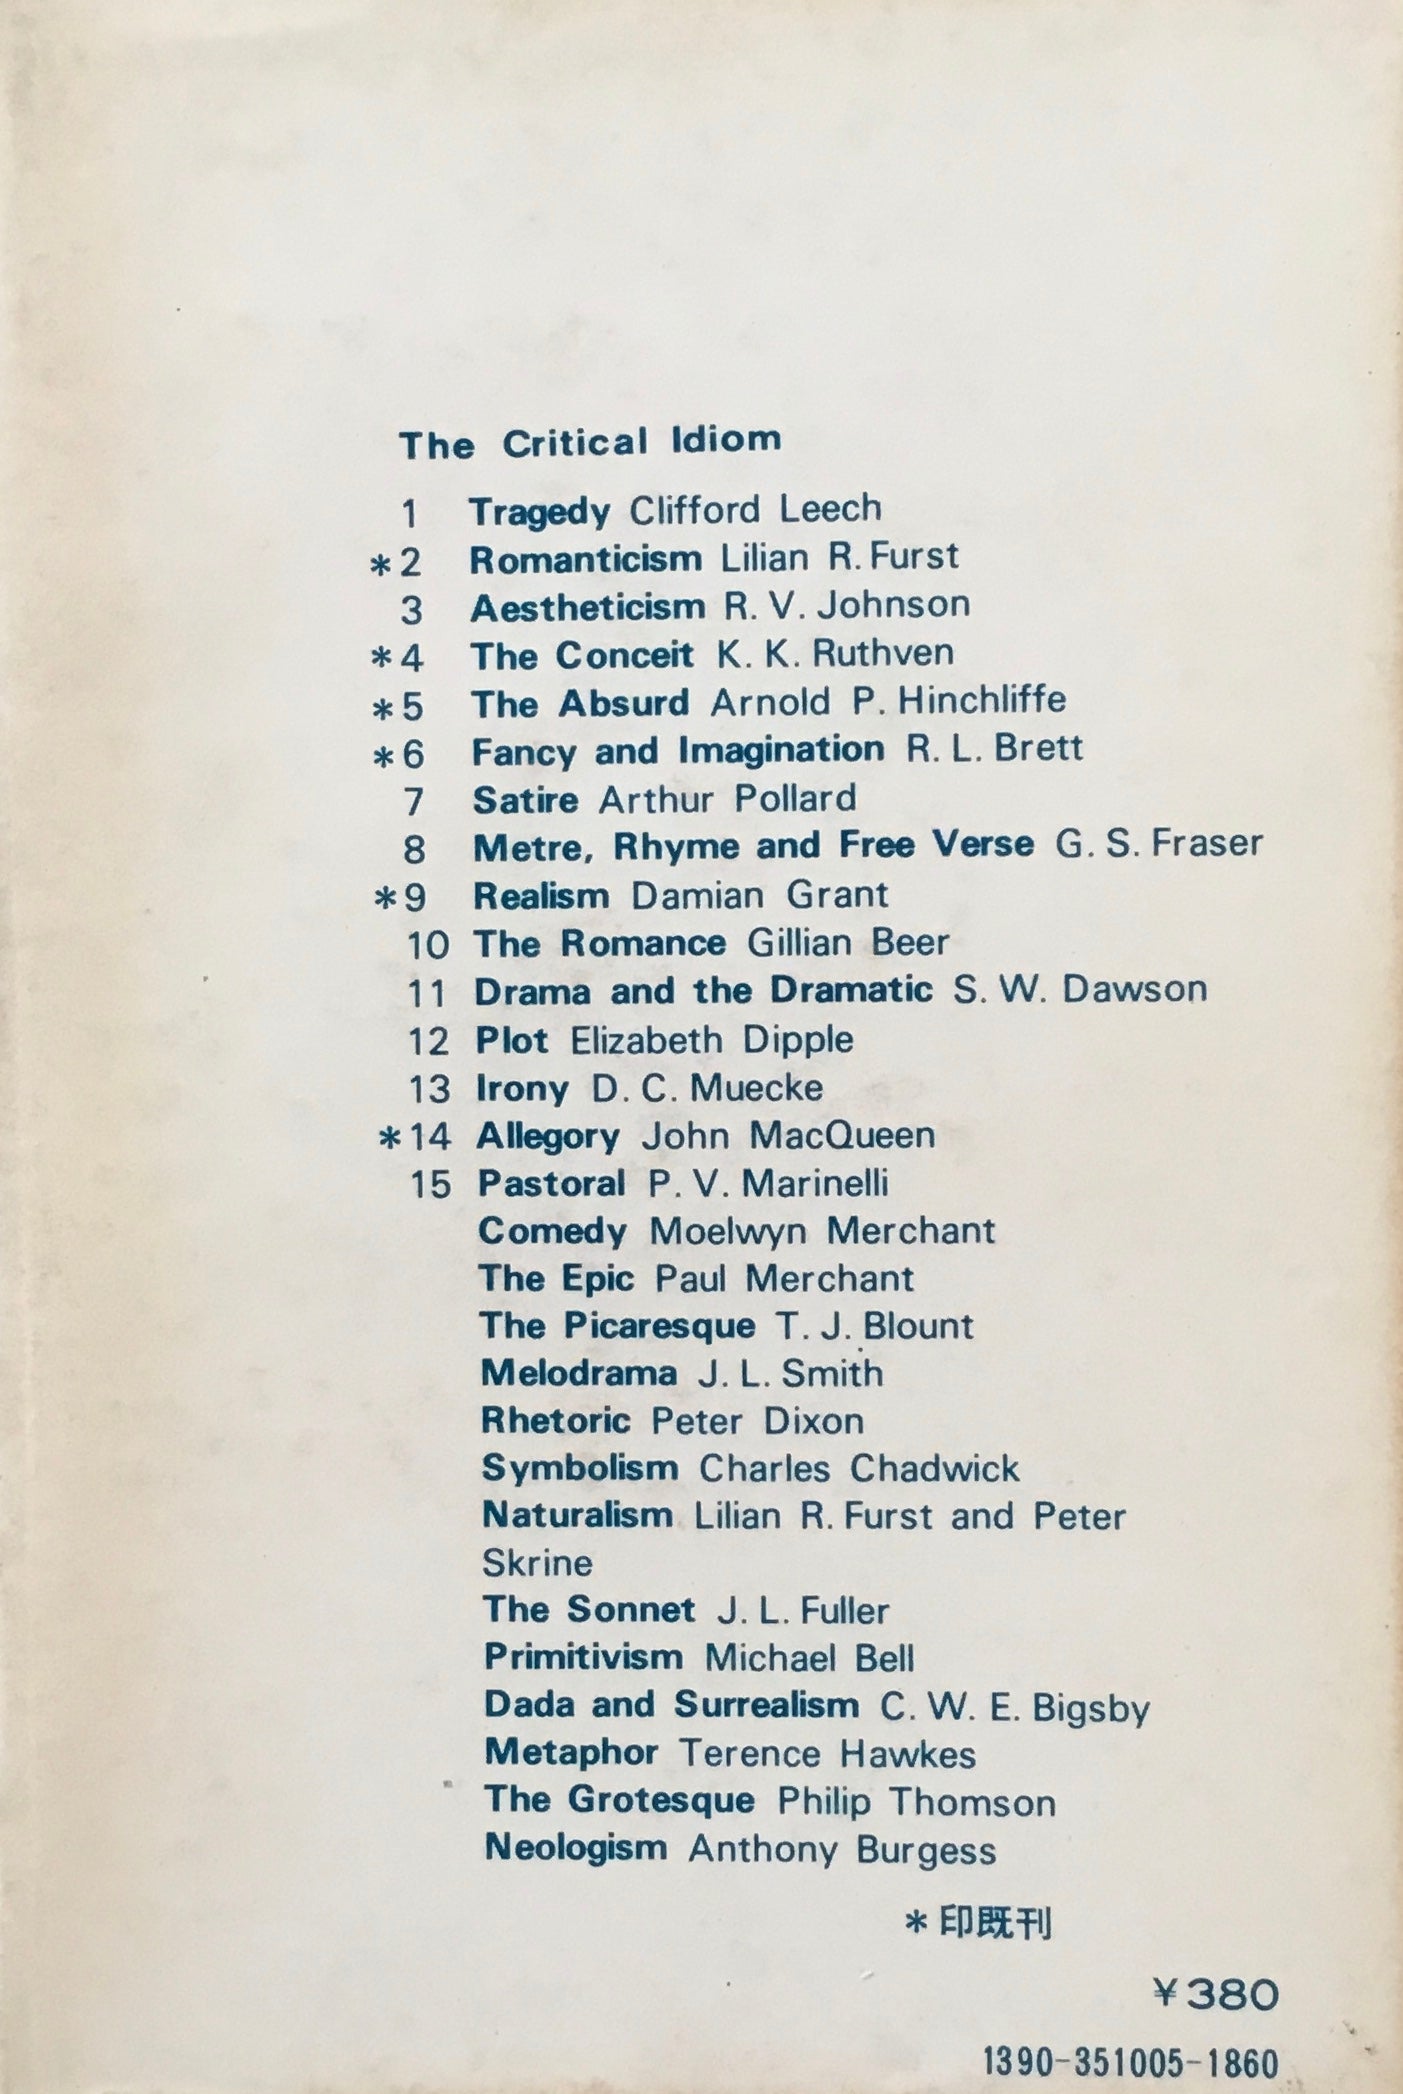 The Critical Idiom
1 Tragedy Clifford Leech
*2 Romanticism Lilian R. Furst
3 Aestheticism R. V. Johnson
*4 The Conceit K. K. Ruthven
*5 The Absurd Arnold P. Hinchliffe
*6 Fancy and Imagination R. L. Brett
7 Satire Arthur Pollard
8 Metre, Rhyme and Free Verse G. S. Fraser
*9 Realism Damian Grant
10 The Romance Gillian Beer
11 Drama and the Dramatic S. W. Dawson
12 Plot Elizabeth Dipple
13 Irony D. C. Muecke
*14 Allegory John MacQueen
15 Pastoral P. V. Marinelli
Comedy Moelwyn Merchant
The Epic Paul Merchant
The Picaresque T. J. Blount
Melodrama J. L. Smith
Rhetoric Peter Dixon
Symbolism Charles Chadwick
Naturalism Lilian R. Furst and Peter
Skrine
The Sonnet J. L. Fuller
Primitivism Michael Bell
Dada and Surrealism C. W. E. Bigsby
Metaphor Terence Hawkes
The Grotesque Philip Thomson
Neologism Anthony Burgess
*印既刊
¥380
1390-351005-1860